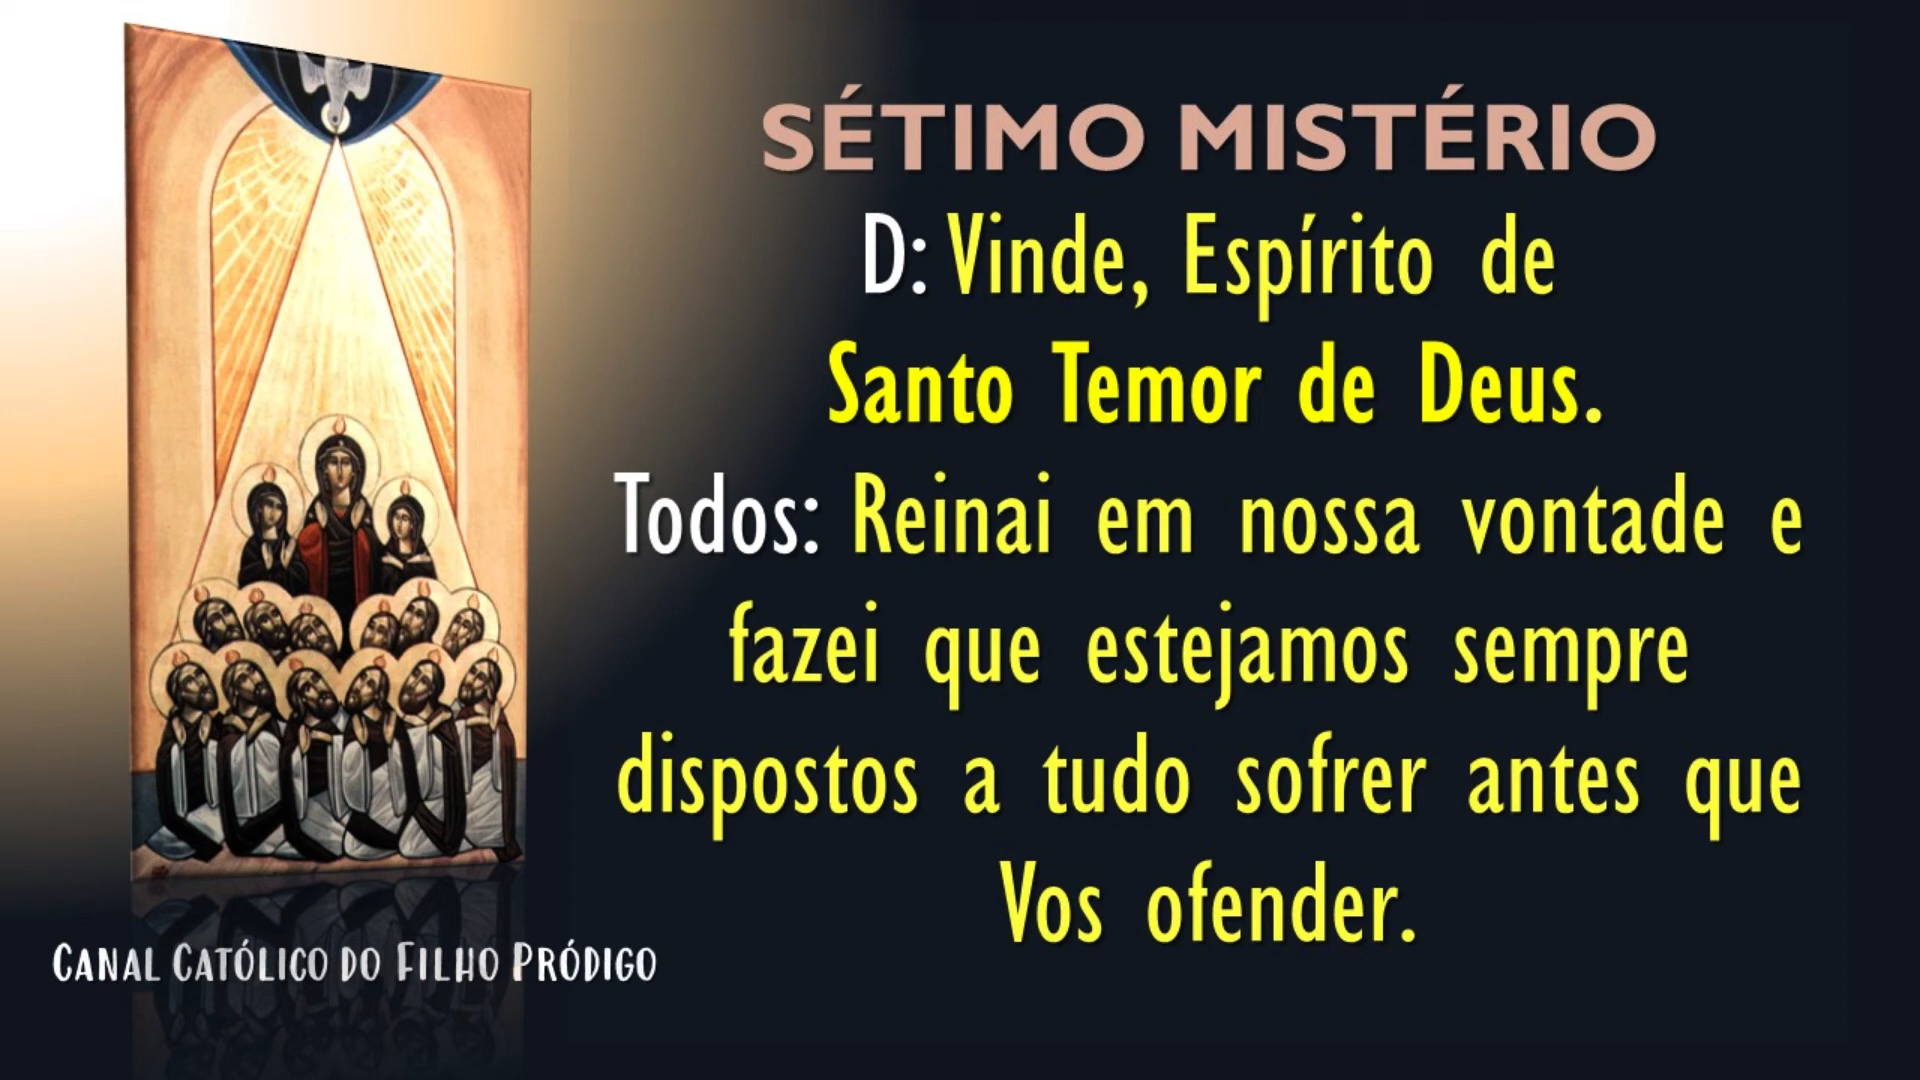 SÉTIMO MISTÉRIO
D: Vinde, Espírito de
Santo Temor de Deus.
Todos: Reinai em nossa vontade e
fazei que estejamos sempre
dispostos a tudo sofrer antes que
Vos ofender.
CANAL CATÓLICO DO FILHO PRÓDIGO